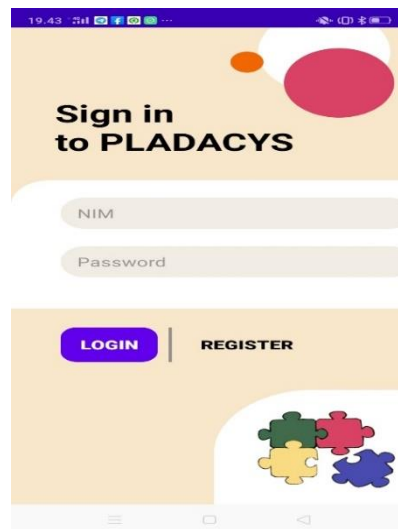 19.43
Sign in
to PLADACYS
NIM
Password
LOGIN
REGISTER